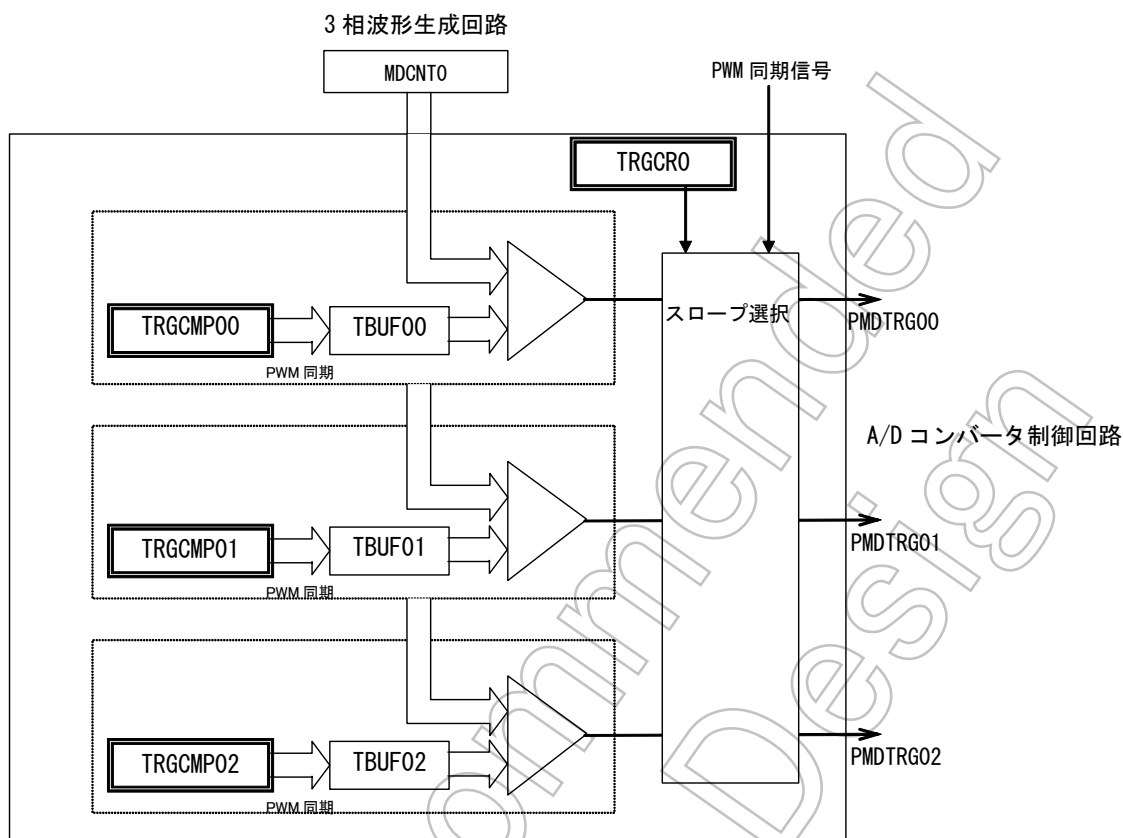 3 相波形生成回路
MDCNT0
PWM 同期信号
TRGCR0
スロープ選択
TRGCMP00
TBUF00
PWM 同期
PMDTRG00
A/D コンバータ制御回路
TRGCMP01
TBUF01
PWM 同期
PMDTRG01
TRGCMP02
TBUF02
PWM 同期
PMDTRG02
ommended
Design